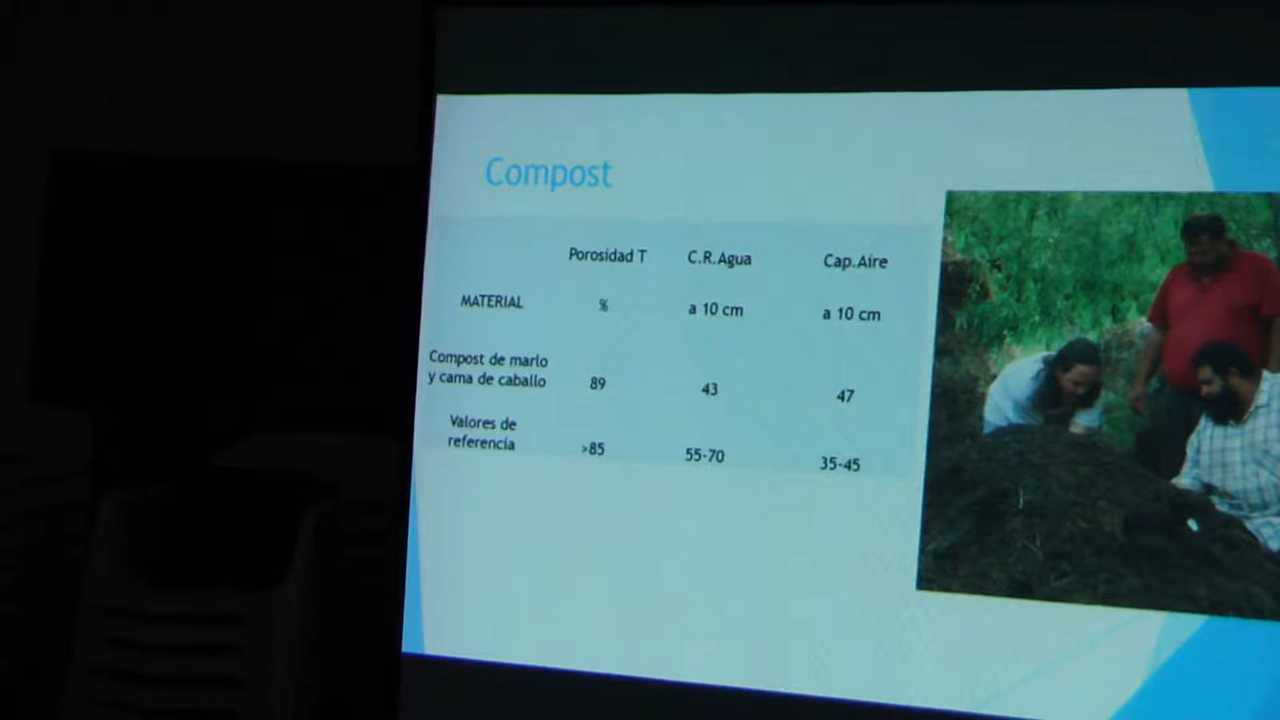 Compost
Porosidad T C.R.Agua Cap.Aire
MATERIAL % a 10 cm a 10 cm
Compost de marlo
y cama de caballo 89 43 47
Valores de
referencia >85 55-70 35-45